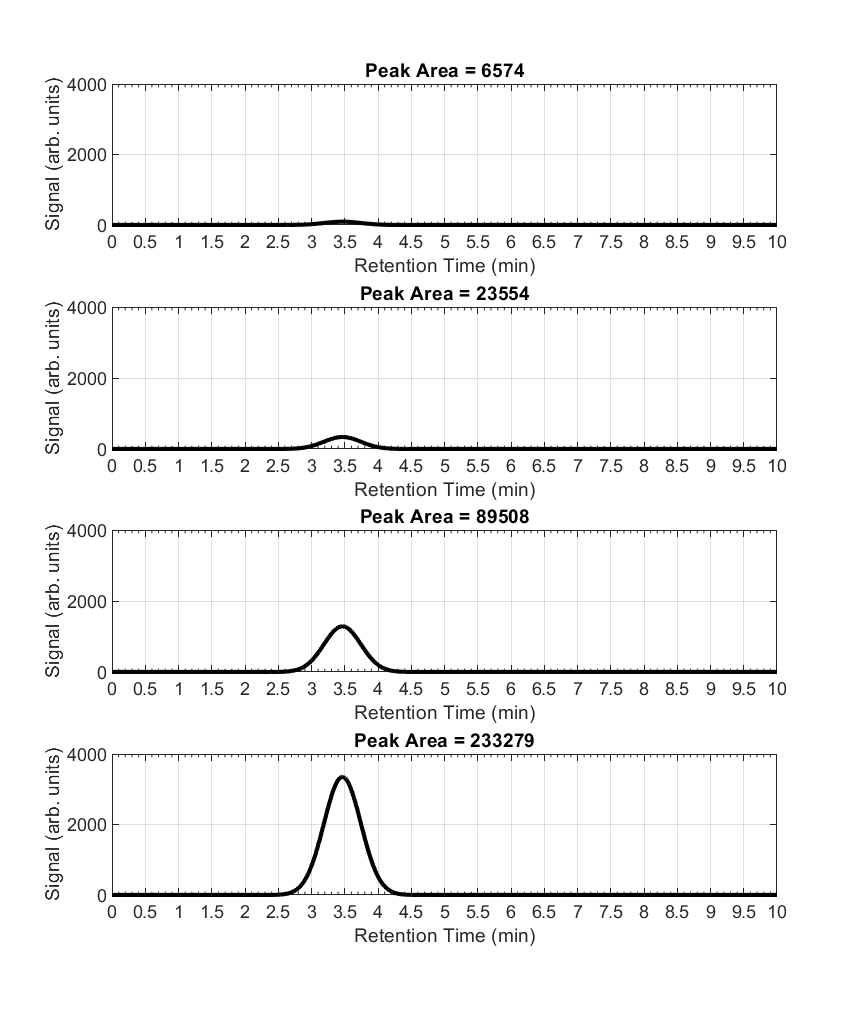 Peak Area = 6574
Signal (arb. units)
4000
2000
0
0 0.5 1 1.5 2 2.5 3 3.5 4 4.5 5 5.5 6 6.5 7 7.5 8 8.5 9 9.5 10
Retention Time (min)
Peak Area = 23554
Signal (arb. units)
4000
2000
0
0 0.5 1 1.5 2 2.5 3 3.5 4 4.5 5 5.5 6 6.5 7 7.5 8 8.5 9 9.5 10
Retention Time (min)
Peak Area = 89508
Signal (arb. units)
4000
2000
0
0 0.5 1 1.5 2 2.5 3 3.5 4 4.5 5 5.5 6 6.5 7 7.5 8 8.5 9 9.5 10
Retention Time (min)
Peak Area = 233279
Signal (arb. units)
4000
2000
0
0 0.5 1 1.5 2 2.5 3 3.5 4 4.5 5 5.5 6 6.5 7 7.5 8 8.5 9 9.5 10
Retention Time (min)